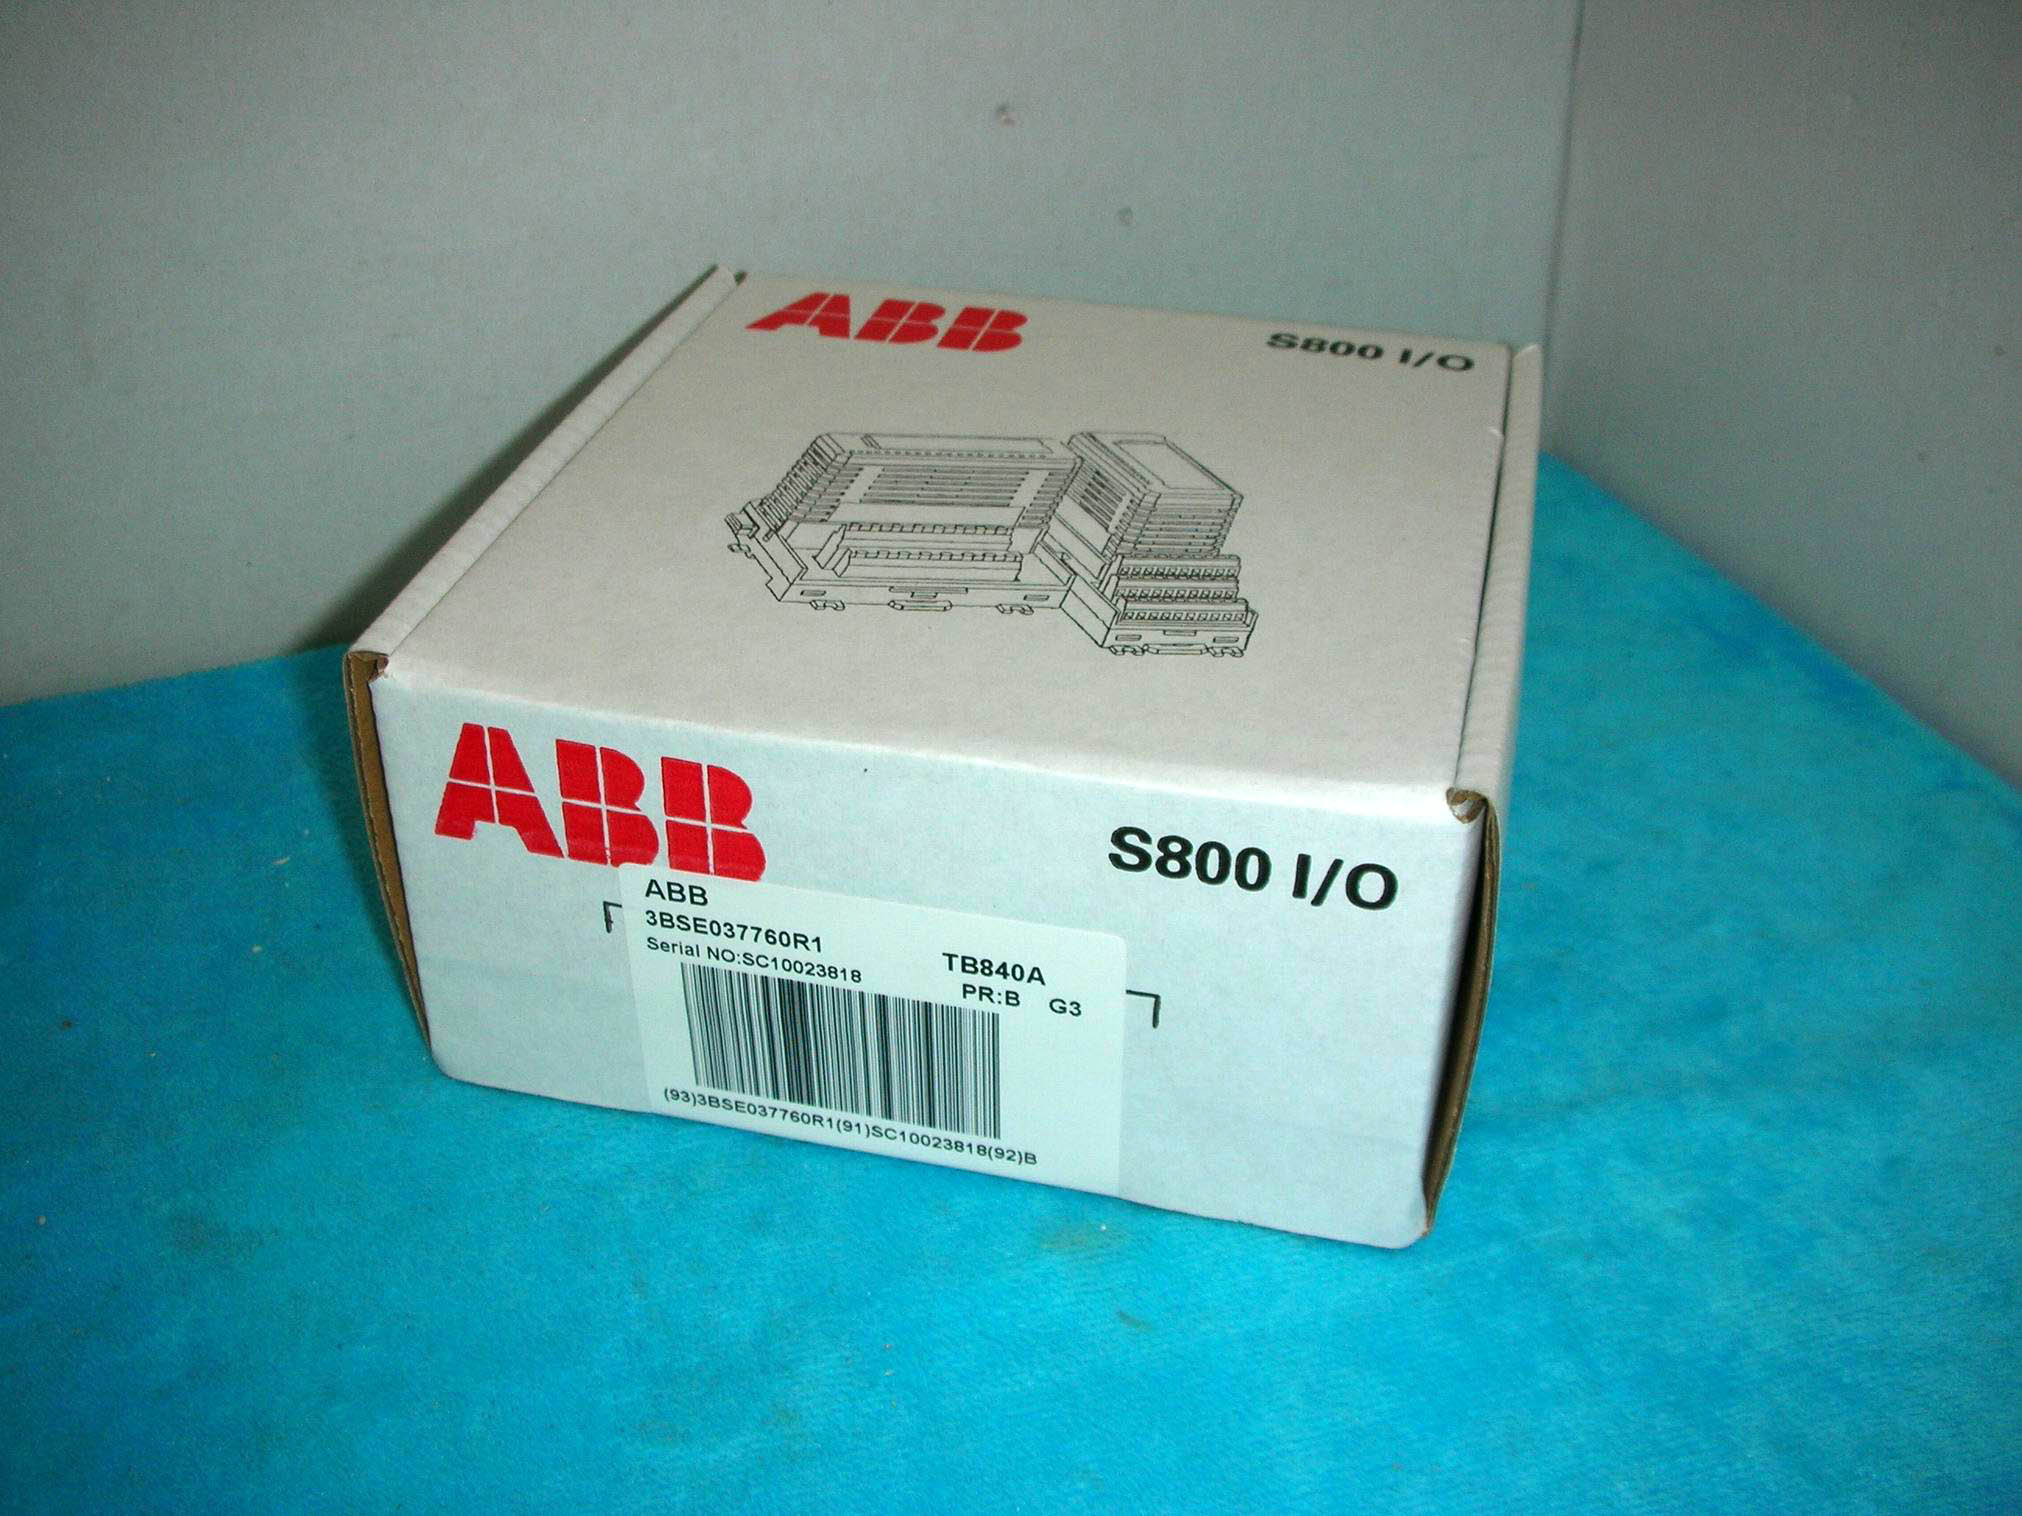 ABB
S800 I/O
ABB
S800 I/O
ABB
3BSE037760R1
TB840A
Serial NO:SC10023818
PR:B G3
(93)3BSE037760R1(91)SC10023818(92)B